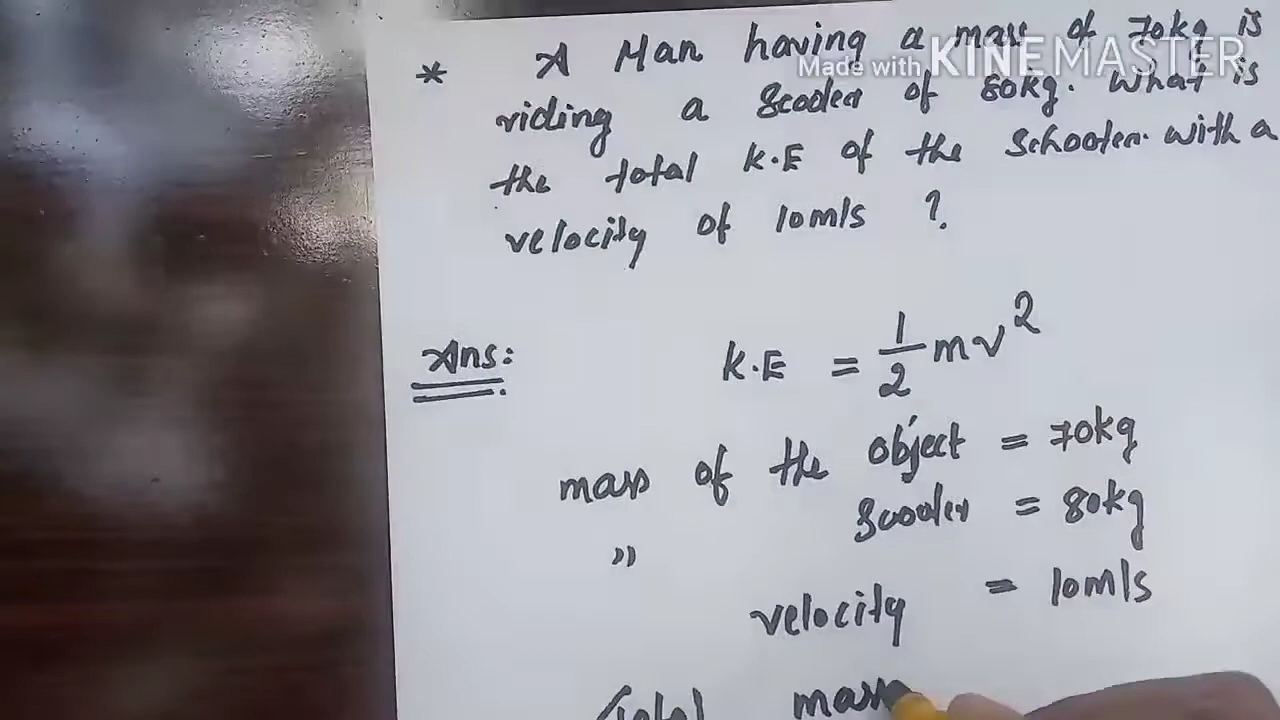 * A Man having a mass of 70kg is
Made with KINEMASTER
riding a scooter of 80kg. What is
the total K.E of the Schooter with a
velocity of 10m/s ?
Ans:
K.E = 1/2 mv²
mass of the object = 70kg
" scooter = 80kg
velocity = 10m/s
Total mass